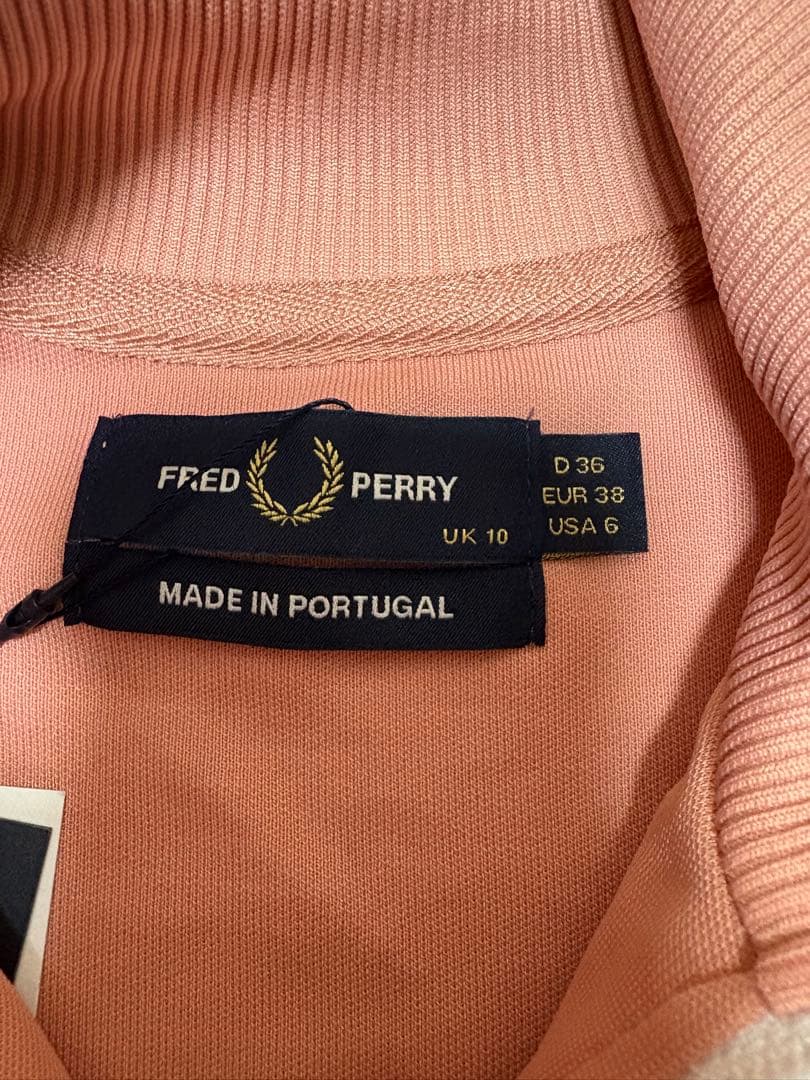 FRED PERRY
UK 10
D 36
EUR 38
USA 6
MADE IN PORTUGAL